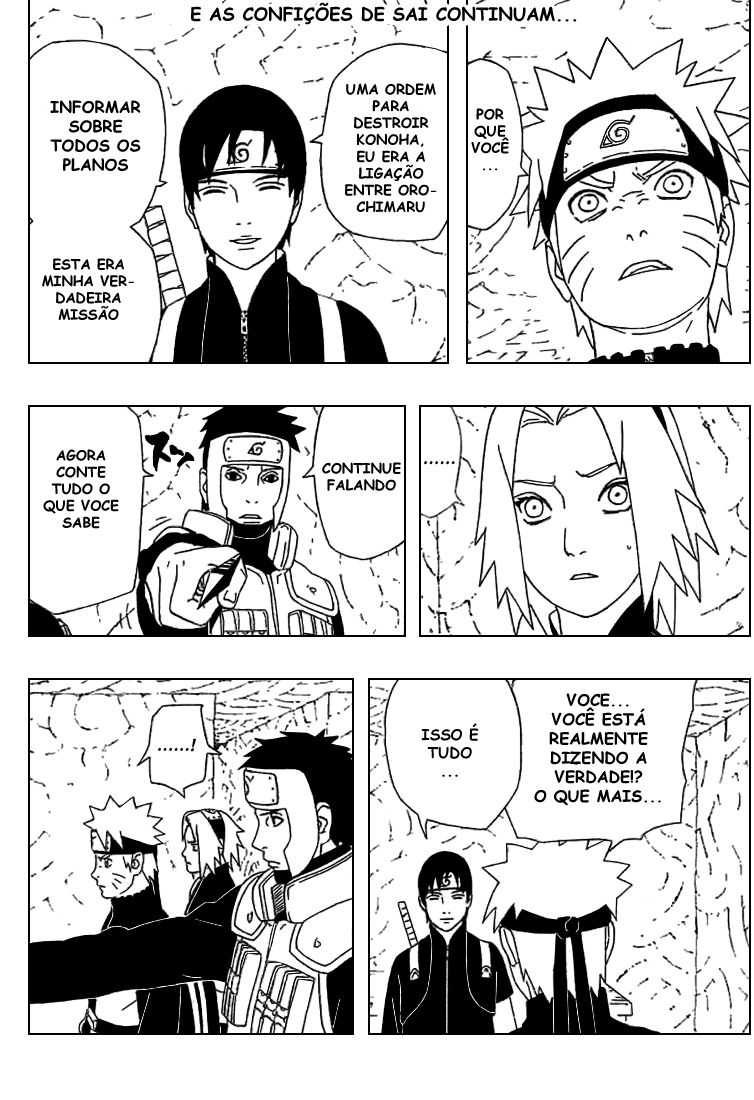 E AS CONFIÇÕES DE SAI CONTINUAM...
POR
QUE
VOCÊ
...
UMA ORDEM
PARA
DESTROIR
KONOHA,
EU ERA A
LIGAÇÃO
ENTRE ORO-
CHIMARU
INFORMAR
SOBRE
TODOS OS
PLANOS
ESTA ERA
MINHA VER-
DADEIRA
MISSÃO
.......
CONTINUE
FALANDO
スッ
AGORA
CONTE
TUDO O
QUE VOCE
SABE
VOCE...
VOCÊ ESTÁ
REALMENTE
DIZENDO A
VERDADE!?
O QUE MAIS...
ISSO É
TUDO
...
......!